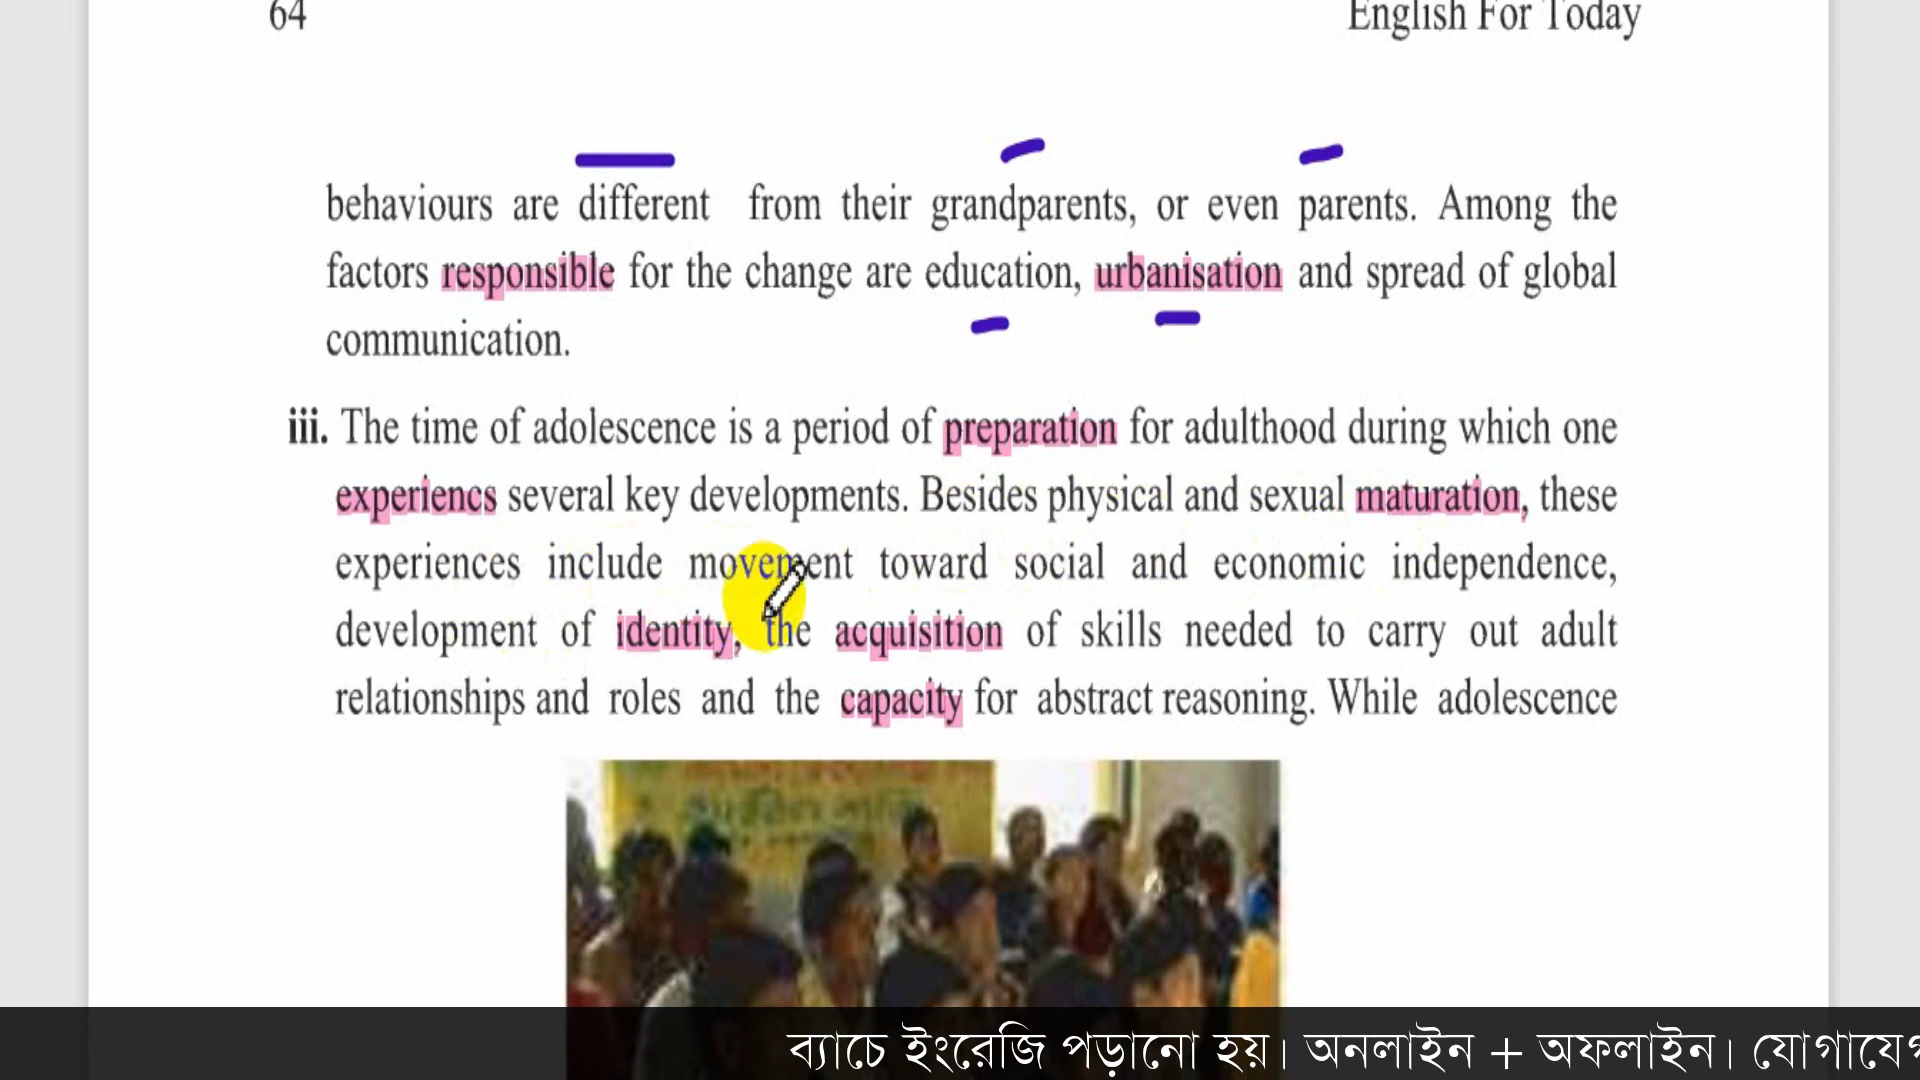 64 English For Today
behaviours are different from their grandparents, or even parents. Among the
factors responsible for the change are education, urbanisation and spread of global
communication.
iii. The time of adolescence is a period of preparation for adulthood during which one
experiencs several key developments. Besides physical and sexual maturation, these
experiences include movement toward social and economic independence,
development of identity, the acquisition of skills needed to carry out adult
relationships and roles and the capacity for abstract reasoning. While adolescence
ব্যাচে ইংরেজি পড়ানো হয়। অনলাইন + অফলাইন।